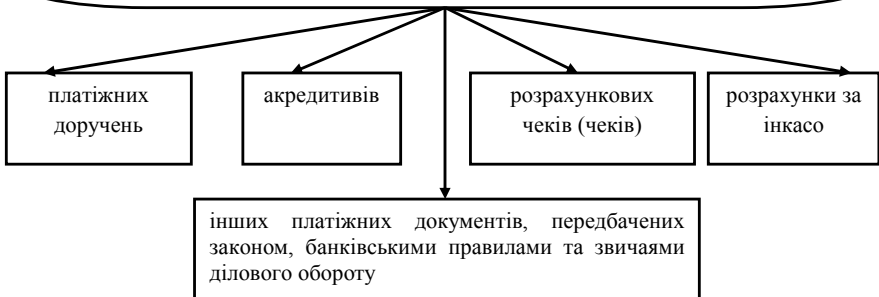 платіжних
доручень
акредитивів
розрахункових
чеків (чеків)
розрахунки за
інкасо
інших платіжних документів, передбачених
законом, банківськими правилами та звичаями
ділового обороту